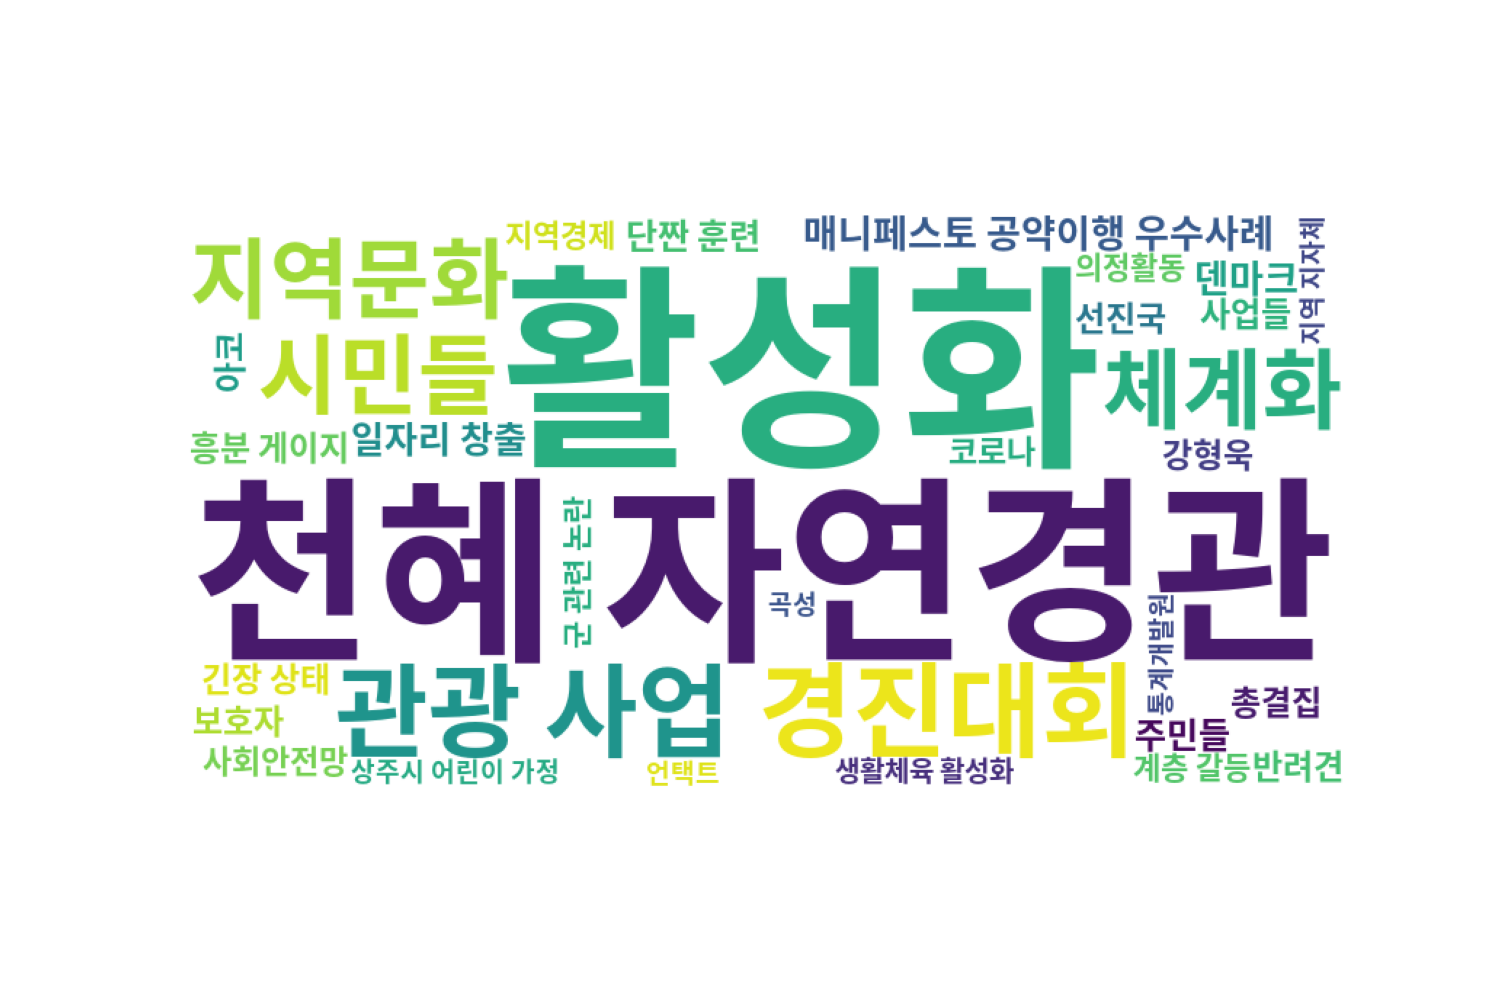 지역문화
지역경제
단짠 훈련
매니페스토 공약이행 우수사례
지역 지자체
의정활동
덴마크
선진국
사업들
활성화
아코
시민들
체계화
흥분 게이지
일자리 창출
코로나
강형욱
천혜 자연경관
군 관련 논란
곡성
통계개발원
긴장 상태
관광 사업
경진대회
총결집
보호자
주민들
사회안전망
상주시 어린이 가정
언택트
생활체육 활성화
계층 갈등
반려견